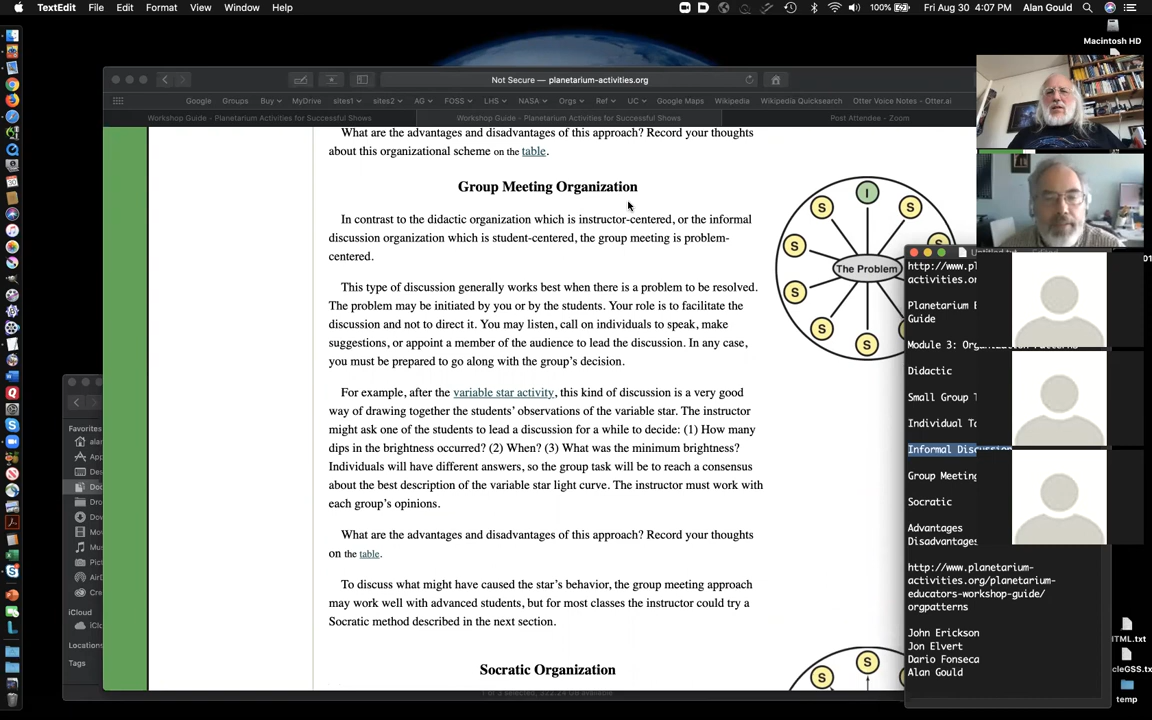 TextEdit File Edit Format View Window Help
100% Fri Aug 30 4:07 PM Alan Gould
Macintosh HD
Not Secure — planetarium-activities.org
Google Groups Buy MyDrive sites1 sites2 AG FOSS LHS NASA Orgs Ref UC Google Maps Wikipedia Wikipedia Quicksearch Otter Voice Notes - Otter.ai
Workshop Guide - Planetarium Activities for Successful Shows
Workshop Guide - Planetarium Activities for Successful Shows
Post Attendee - Zoom
What are the advantages and disadvantages of this approach? Record your thoughts
about this organizational scheme on the table.
Group Meeting Organization
In contrast to the didactic organization which is instructor-centered, or the informal
discussion organization which is student-centered, the group meeting is problem-
centered.
This type of discussion generally works best when there is a problem to be resolved.
The problem may be initiated by you or by the students. Your role is to facilitate the
discussion and not to direct it. You may listen, call on individuals to speak, make
suggestions, or appoint a member of the audience to lead the discussion. In any case,
you must be prepared to go along with the group's decision.
For example, after the variable star activity, this kind of discussion is a very good
way of drawing together the students' observations of the variable star. The instructor
might ask one of the students to lead a discussion for a while to decide: (1) How many
dips in the brightness occurred? (2) When? (3) What was the minimum brightness?
Individuals will have different answers, so the group task will be to reach a consensus
about the best description of the variable star light curve. The instructor must work with
each group's opinions.
What are the advantages and disadvantages of this approach? Record your thoughts
on the table.
To discuss what might have caused the star's behavior, the group meeting approach
may work well with advanced students, but for most classes the instructor could try a
Socratic method described in the next section.
Socratic Organization
I
S
S
S
S
S
S
S
The Problem
S
S
Favorites
iCloud
Locations
Tags
http://www.pl
activities.or
Planetarium E
Guide
Module 3: Org
Didactic
Small Group T
Individual Ta
Informal Discussion
Group Meeting
Socratic
Advantages
Disadvantages
http://www.planetarium-
activities.org/planetarium-
educators-workshop-guide/
orgpatterns
John Erickson
Jon Elvert
Dario Fonseca
Alan Gould
HTML.txt
cleGSS.txt
temp